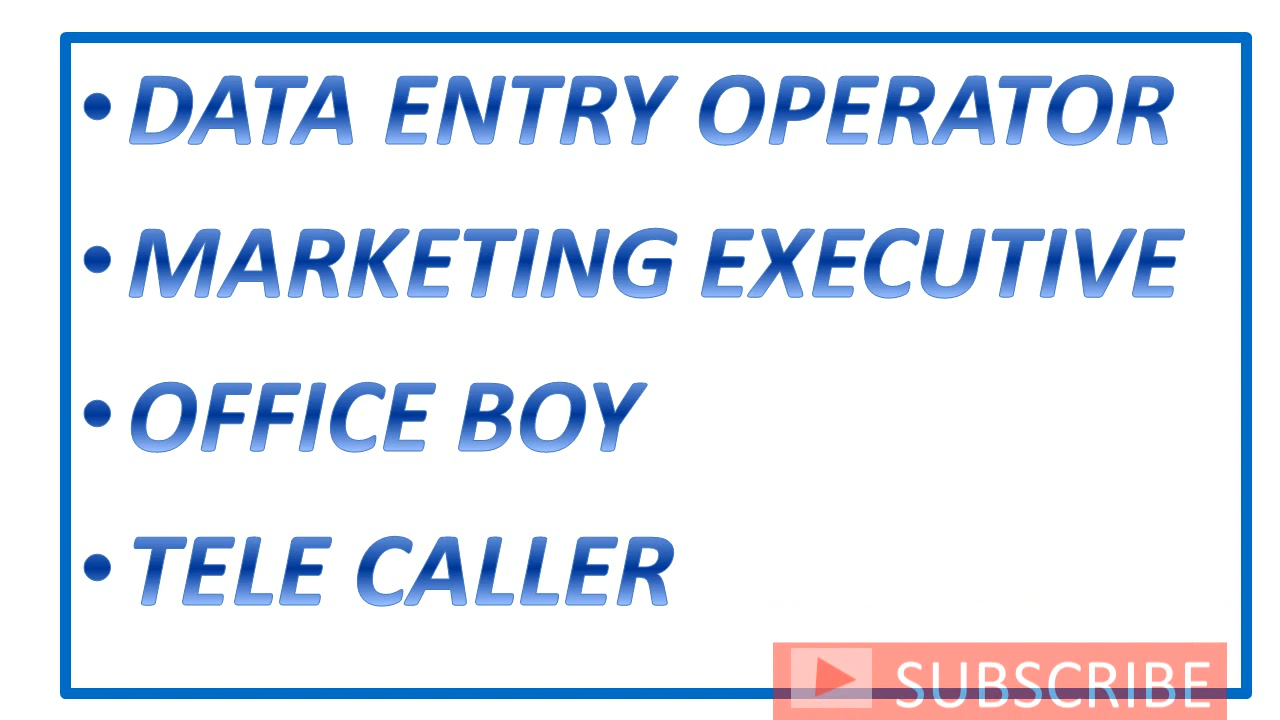 • DATA ENTRY OPERATOR
• MARKETING EXECUTIVE
• OFFICE BOY
• TELE CALLER
SUBSCRIBE